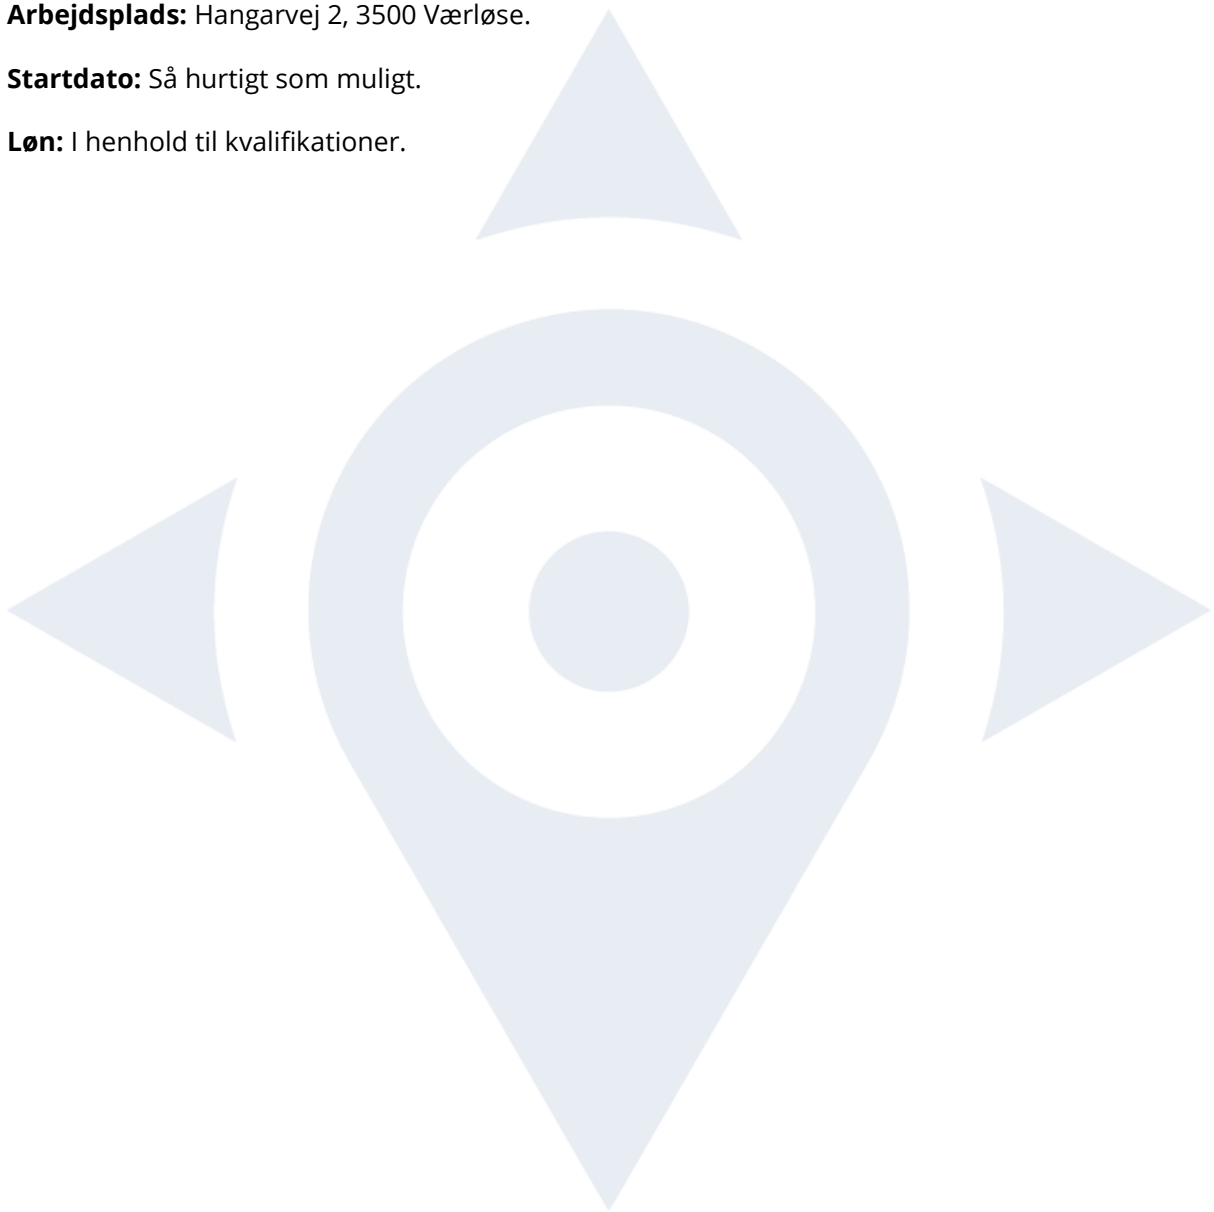 Arbejdsplads: Hangarvej 2, 3500 Værløse.
Startdato: Så hurtigt som muligt.
Løn: I henhold til kvalifikationer.